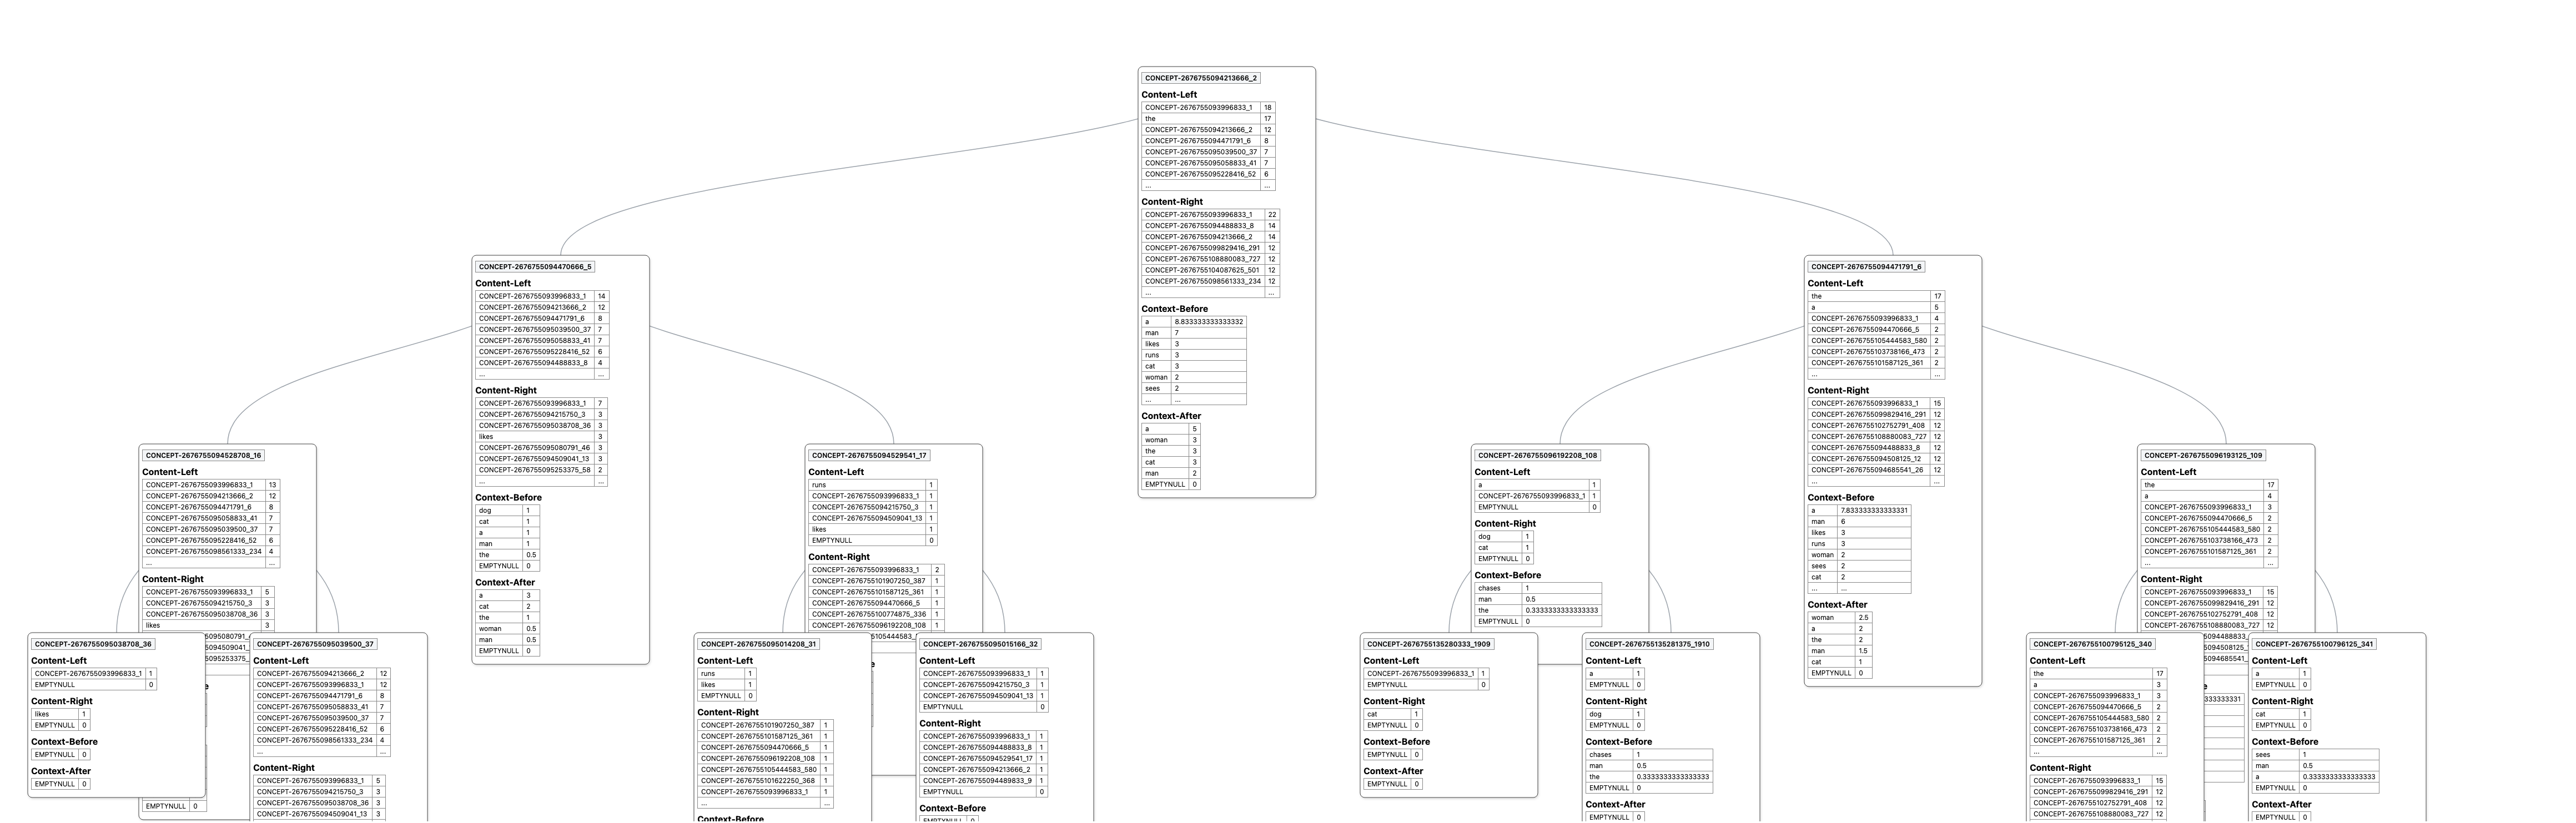 CONCEPT-2676755094213666_2
Content-Left
CONCEPT-2676755093996833_1 18
the 17
CONCEPT-2676755094213666_2 12
CONCEPT-2676755094471791_6 8
CONCEPT-2676755095039500_37 7
CONCEPT-2676755095058833_41 7
CONCEPT-2676755095228416_52 6
... ...
Content-Right
CONCEPT-2676755093996833_1 22
CONCEPT-2676755094488833_8 14
CONCEPT-2676755094213666_2 14
CONCEPT-2676755099829416_291 12
CONCEPT-2676755108880083_727 12
CONCEPT-2676755104087625_501 12
CONCEPT-2676755098561333_234 12
... ...
Context-Before
a 8.833333333333332
man 7
likes 3
runs 3
cat 3
woman 2
sees 2
... ...
Context-After
a 5
woman 3
the 3
cat 3
man 2
EMPTYNULL 0
CONCEPT-2676755094470666_5
Content-Left
CONCEPT-2676755093996833_1 14
CONCEPT-2676755094213666_2 12
CONCEPT-2676755094471791_6 8
CONCEPT-2676755095039500_37 7
CONCEPT-2676755095058833_41 7
CONCEPT-2676755095228416_52 6
CONCEPT-2676755094488833_8 4
... ...
Content-Right
CONCEPT-2676755093996833_1 7
CONCEPT-2676755094215750_3 3
CONCEPT-2676755095038708_36 3
likes 3
CONCEPT-2676755095080791_46 3
CONCEPT-2676755094509041_13 3
CONCEPT-2676755095253375_58 2
... ...
Context-Before
dog 1
cat 1
a 1
man 1
the 0.5
EMPTYNULL 0
Context-After
a 3
cat 2
the 1
woman 0.5
man 0.5
EMPTYNULL 0
CONCEPT-2676755094471791_6
Content-Left
the 17
a 5
CONCEPT-2676755093996833_1 4
CONCEPT-2676755094470666_5 2
CONCEPT-2676755105444583_580 2
CONCEPT-2676755103738166_473 2
CONCEPT-2676755101587125_361 2
... ...
Content-Right
CONCEPT-2676755093996833_1 15
CONCEPT-2676755099829416_291 12
CONCEPT-2676755102752791_408 12
CONCEPT-2676755108880083_727 12
CONCEPT-2676755094488833_8 12
CONCEPT-2676755094508125_12 12
CONCEPT-2676755094685541_26 12
... ...
Context-Before
a 7.833333333333331
man 6
likes 3
runs 3
woman 2
sees 2
cat 2
... ...
Context-After
woman 2.5
a 2
the 2
man 1.5
cat 1
EMPTYNULL 0
CONCEPT-2676755094528708_16
Content-Left
CONCEPT-2676755093996833_1 13
CONCEPT-2676755094213666_2 12
CONCEPT-2676755094471791_6 8
CONCEPT-2676755095058833_41 7
CONCEPT-2676755095039500_37 7
CONCEPT-2676755095228416_52 6
CONCEPT-2676755098561333_234 4
... ...
Content-Right
CONCEPT-2676755093996833_1 5
CONCEPT-2676755094215750_3 3
CONCEPT-2676755095038708_36 3
likes 3
EMPTYNULL 0
CONCEPT-2676755094529541_17
Content-Left
runs 1
CONCEPT-2676755093996833_1 1
CONCEPT-2676755094215750_3 1
CONCEPT-2676755094509041_13 1
likes 1
EMPTYNULL 0
Content-Right
CONCEPT-2676755093996833_1 2
CONCEPT-2676755101907250_387 1
CONCEPT-2676755101587125_361 1
CONCEPT-2676755094470666_5 1
CONCEPT-2676755100774875_336 1
CONCEPT-2676755096192208_108 1
CONCEPT-2676755096192208_108
Content-Left
a 1
CONCEPT-2676755093996833_1 1
EMPTYNULL 0
Content-Right
dog 1
cat 1
EMPTYNULL 0
Context-Before
chases 1
man 0.5
the 0.3333333333333333
EMPTYNULL 0
CONCEPT-2676755096193125_109
Content-Left
the 17
a 4
CONCEPT-2676755093996833_1 3
CONCEPT-2676755094470666_5 2
CONCEPT-2676755105444583_580 2
CONCEPT-2676755103738166_473 2
CONCEPT-2676755101587125_361 2
... ...
Content-Right
CONCEPT-2676755093996833_1 15
CONCEPT-2676755099829416_291 12
CONCEPT-2676755102752791_408 12
CONCEPT-2676755108880083_727 12
CONCEPT-2676755095038708_36
Content-Left
CONCEPT-2676755093996833_1 1
EMPTYNULL 0
Content-Right
likes 1
EMPTYNULL 0
Context-Before
EMPTYNULL 0
Context-After
EMPTYNULL 0
CONCEPT-2676755095039500_37
Content-Left
CONCEPT-2676755094213666_2 12
CONCEPT-2676755093996833_1 12
CONCEPT-2676755094471791_6 8
CONCEPT-2676755095058833_41 7
CONCEPT-2676755095039500_37 7
CONCEPT-2676755095228416_52 6
CONCEPT-2676755098561333_234 4
... ...
Content-Right
CONCEPT-2676755093996833_1 5
CONCEPT-2676755094215750_3 3
CONCEPT-2676755095038708_36 3
CONCEPT-2676755094509041_13 3
CONCEPT-2676755095014208_31
Content-Left
runs 1
likes 1
EMPTYNULL 0
Content-Right
CONCEPT-2676755101907250_387 1
CONCEPT-2676755101587125_361 1
CONCEPT-2676755094470666_5 1
CONCEPT-2676755096192208_108 1
CONCEPT-2676755105444583_580 1
CONCEPT-2676755101622250_368 1
CONCEPT-2676755093996833_1 1
... ...
Context-Before
CONCEPT-2676755095015166_32
Content-Left
CONCEPT-2676755093996833_1 1
CONCEPT-2676755094215750_3 1
CONCEPT-2676755094509041_13 1
EMPTYNULL 0
Content-Right
CONCEPT-2676755093996833_1 1
CONCEPT-2676755094488833_8 1
CONCEPT-2676755094529541_17 1
CONCEPT-2676755094213666_2 1
CONCEPT-2676755094489833_9 1
EMPTYNULL 0
Context-Before
EMPTYNULL 0
CONCEPT-2676755135280333_1909
Content-Left
CONCEPT-2676755093996833_1 1
EMPTYNULL 0
Content-Right
cat 1
EMPTYNULL 0
Context-Before
EMPTYNULL 0
Context-After
EMPTYNULL 0
CONCEPT-2676755135281375_1910
Content-Left
a 1
EMPTYNULL 0
Content-Right
dog 1
EMPTYNULL 0
Context-Before
chases 1
man 0.5
the 0.3333333333333333
EMPTYNULL 0
Context-After
EMPTYNULL 0
CONCEPT-2676755100795125_340
Content-Left
the 17
a 3
CONCEPT-2676755093996833_1 3
CONCEPT-2676755094470666_5 2
CONCEPT-2676755105444583_580 2
CONCEPT-2676755103738166_473 2
CONCEPT-2676755101587125_361 2
... ...
Content-Right
CONCEPT-2676755093996833_1 15
CONCEPT-2676755099829416_291 12
CONCEPT-2676755102752791_408 12
CONCEPT-2676755108880083_727 12
CONCEPT-2676755100796125_341
Content-Left
a 1
EMPTYNULL 0
Content-Right
cat 1
EMPTYNULL 0
Context-Before
sees 1
man 0.5
a 0.3333333333333333
EMPTYNULL 0
Context-After
EMPTYNULL 0